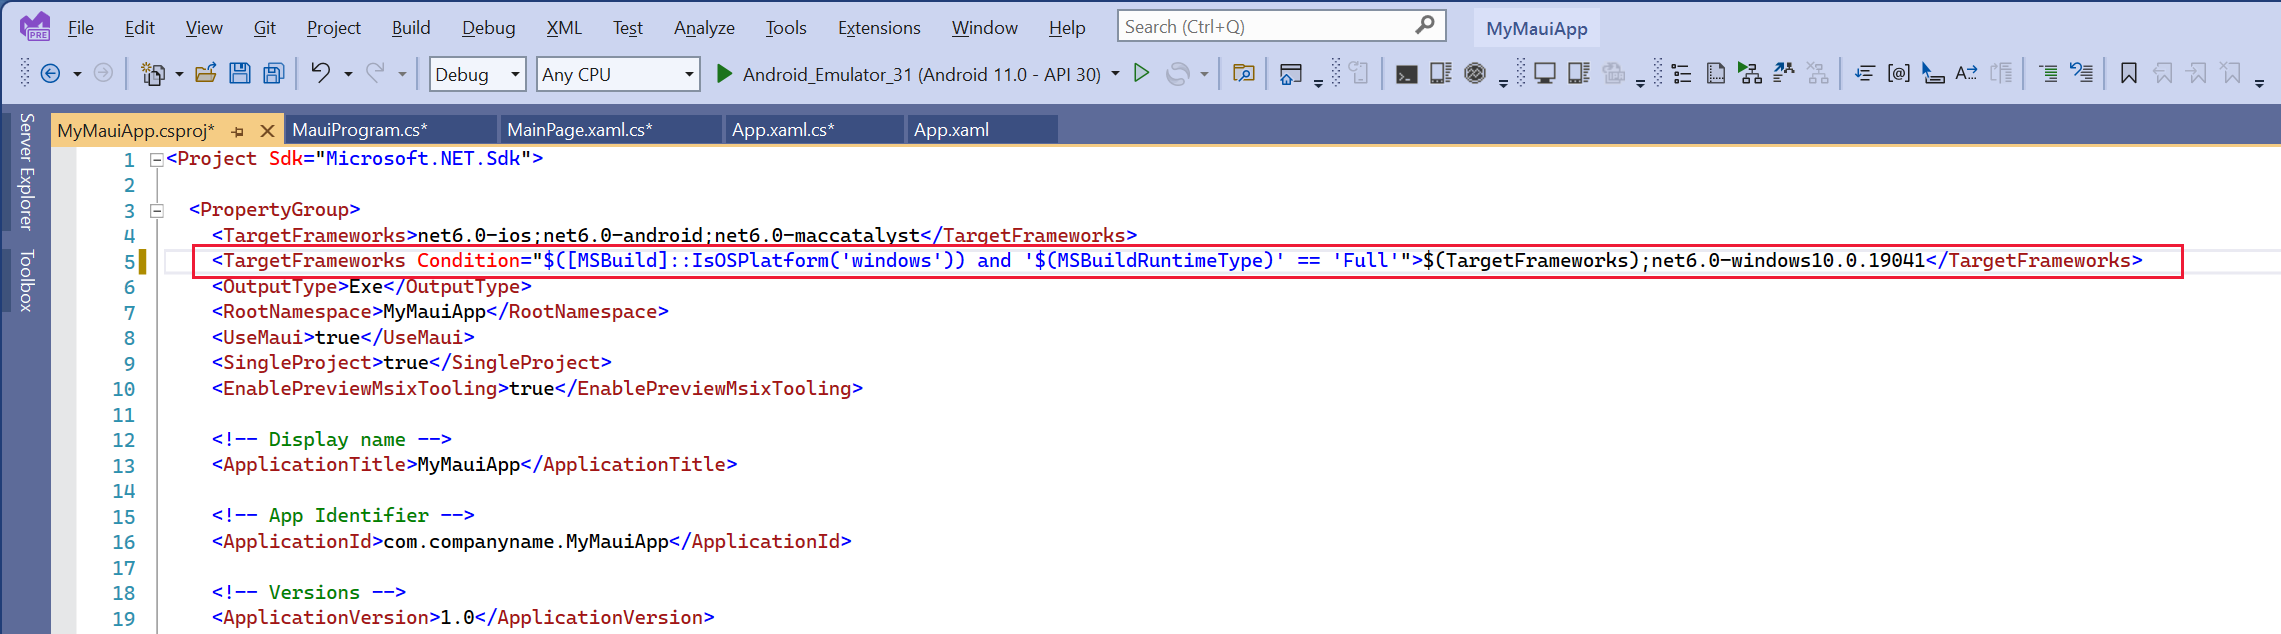 PRE File Edit View Git Project Build Debug XML Test Analyze Tools Extensions Window Help Search (Ctrl+Q) MyMauiApp
Debug Any CPU Android_Emulator_31 (Android 11.0 - API 30) [@] A
MyMauiApp.csproj* MauiProgram.cs* MainPage.xaml.cs* App.xaml.cs* App.xaml
Server Explorer
Toolbox
1 <Project Sdk="Microsoft.NET.Sdk">
2
3 <PropertyGroup>
4 <TargetFrameworks>net6.0-ios;net6.0-android;net6.0-maccatalyst</TargetFrameworks>
5 <TargetFrameworks Condition="$([MSBuild]::IsOSPlatform('windows')) and '$(MSBuildRuntimeType)' == 'Full'">$(TargetFrameworks);net6.0-windows10.0.19041</TargetFrameworks>
6 <OutputType>Exe</OutputType>
7 <RootNamespace>MyMauiApp</RootNamespace>
8 <UseMaui>true</UseMaui>
9 <SingleProject>true</SingleProject>
10 <EnablePreviewMsixTooling>true</EnablePreviewMsixTooling>
11
12 <!-- Display name -->
13 <ApplicationTitle>MyMauiApp</ApplicationTitle>
14
15 <!-- App Identifier -->
16 <ApplicationId>com.companyname.MyMauiApp</ApplicationId>
17
18 <!-- Versions -->
19 <ApplicationVersion>1.0</ApplicationVersion>